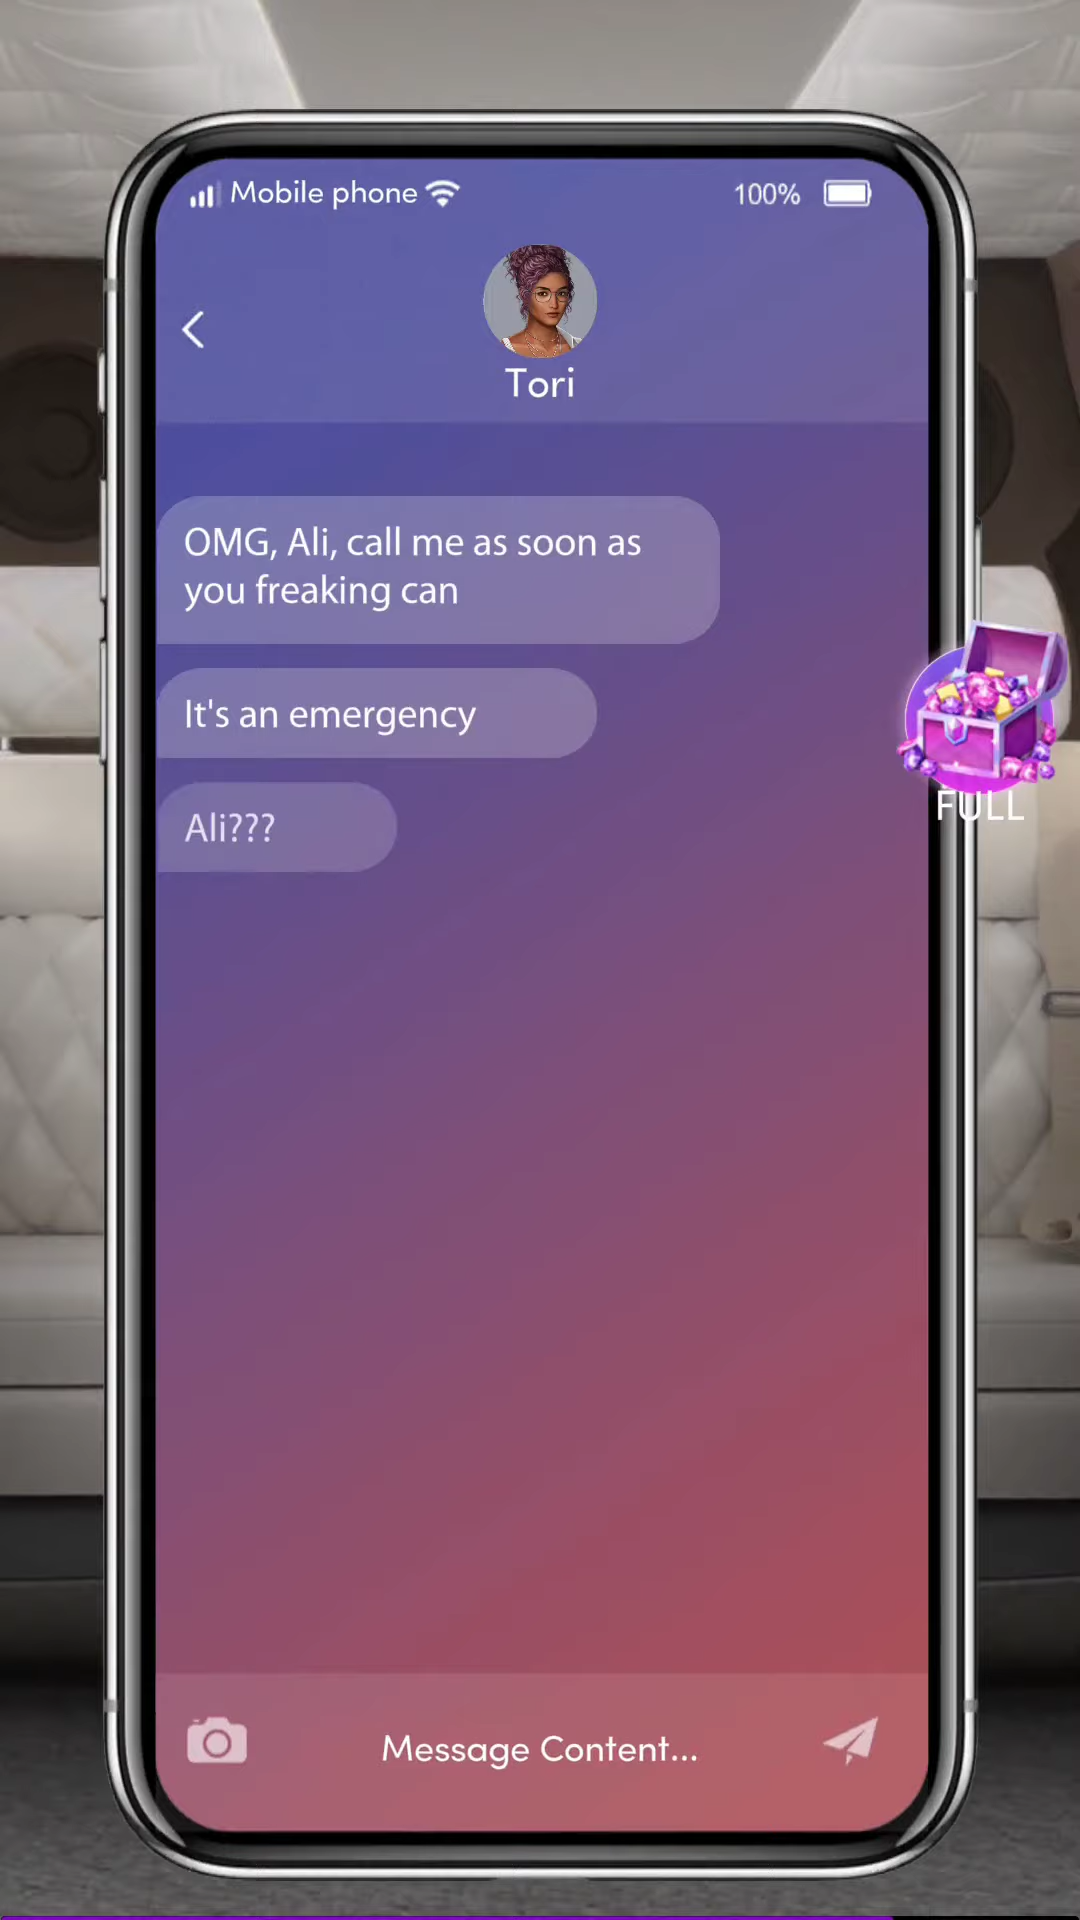 Mobile phone
100%
Tori
OMG, Ali, call me as soon as
you freaking can
It's an emergency
Ali???
FULL
Message Content...